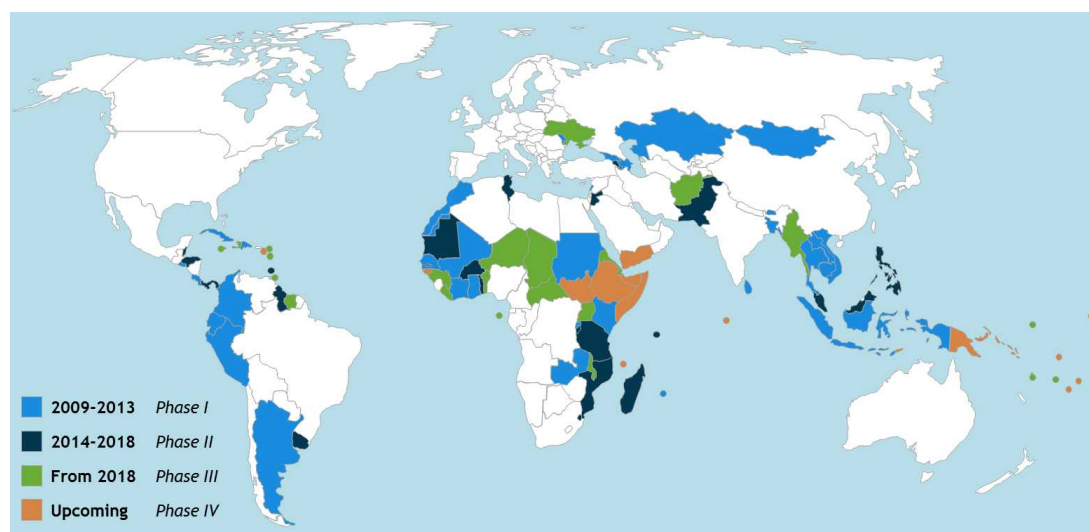 2009-2013 Phase I
2014-2018 Phase II
From 2018 Phase III
Upcoming Phase IV